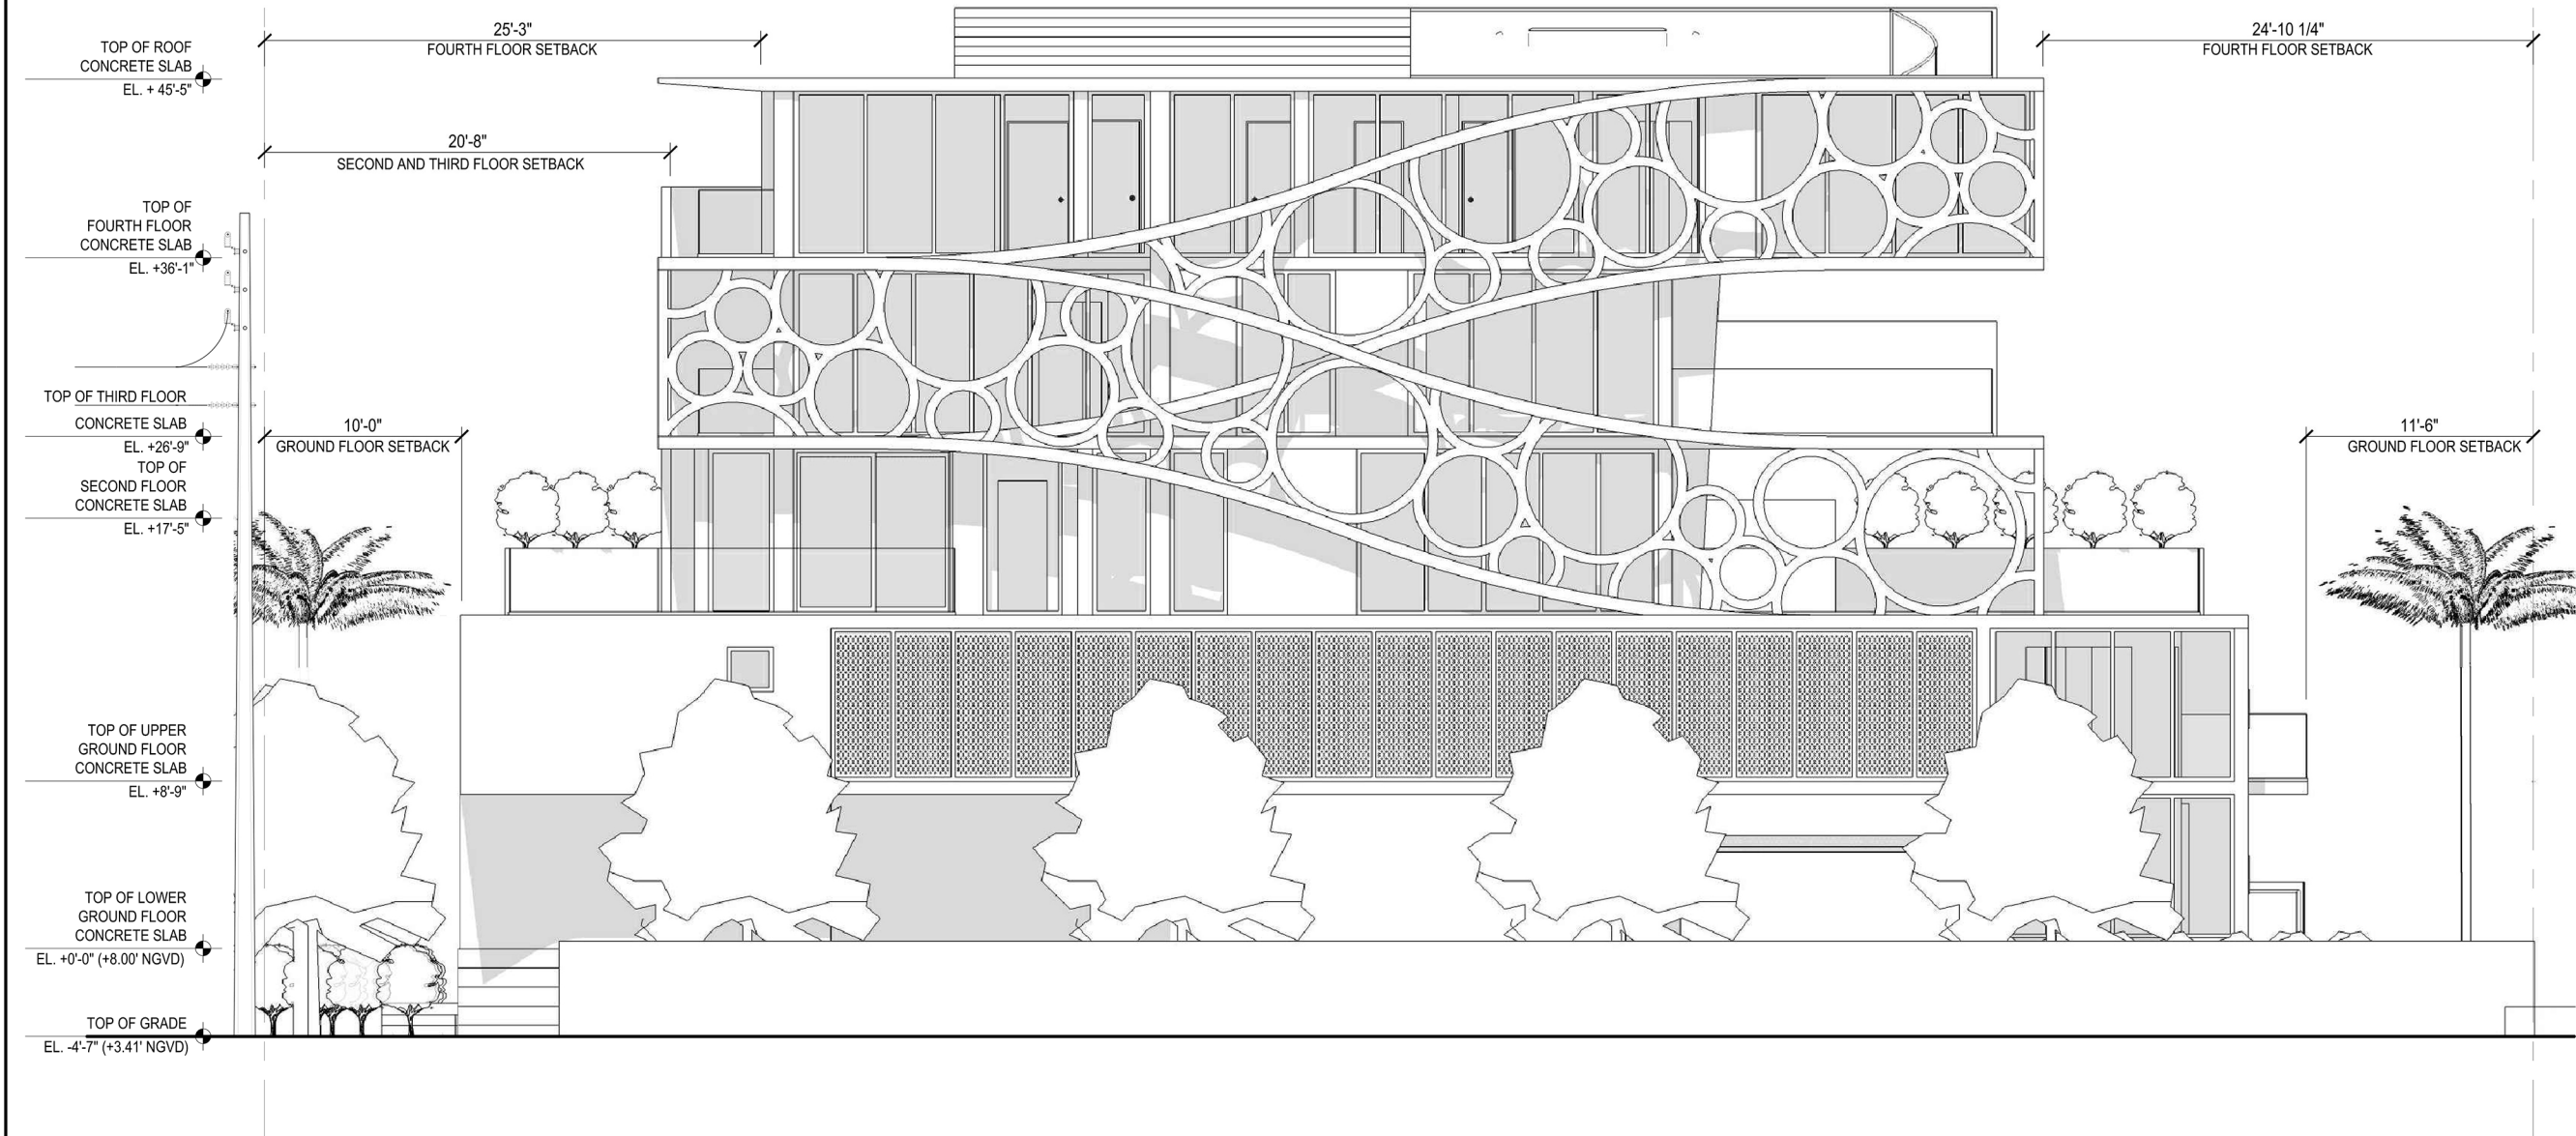 25'-3"
FOURTH FLOOR SETBACK
24'-10 1/4"
FOURTH FLOOR SETBACK
TOP OF ROOF
CONCRETE SLAB
EL. + 45'-5"
20'-8"
SECOND AND THIRD FLOOR SETBACK
TOP OF
FOURTH FLOOR
CONCRETE SLAB
EL. +36'-1"
TOP OF THIRD FLOOR
CONCRETE SLAB
EL. +26'-9"
10'-0"
GROUND FLOOR SETBACK
11'-6"
GROUND FLOOR SETBACK
TOP OF
SECOND FLOOR
CONCRETE SLAB
EL. +17'-5"
TOP OF UPPER
GROUND FLOOR
CONCRETE SLAB
EL. +8'-9"
TOP OF LOWER
GROUND FLOOR
CONCRETE SLAB
EL. +0'-0" (+8.00' NGVD)
TOP OF GRADE
EL. -4'-7" (+3.41' NGVD)